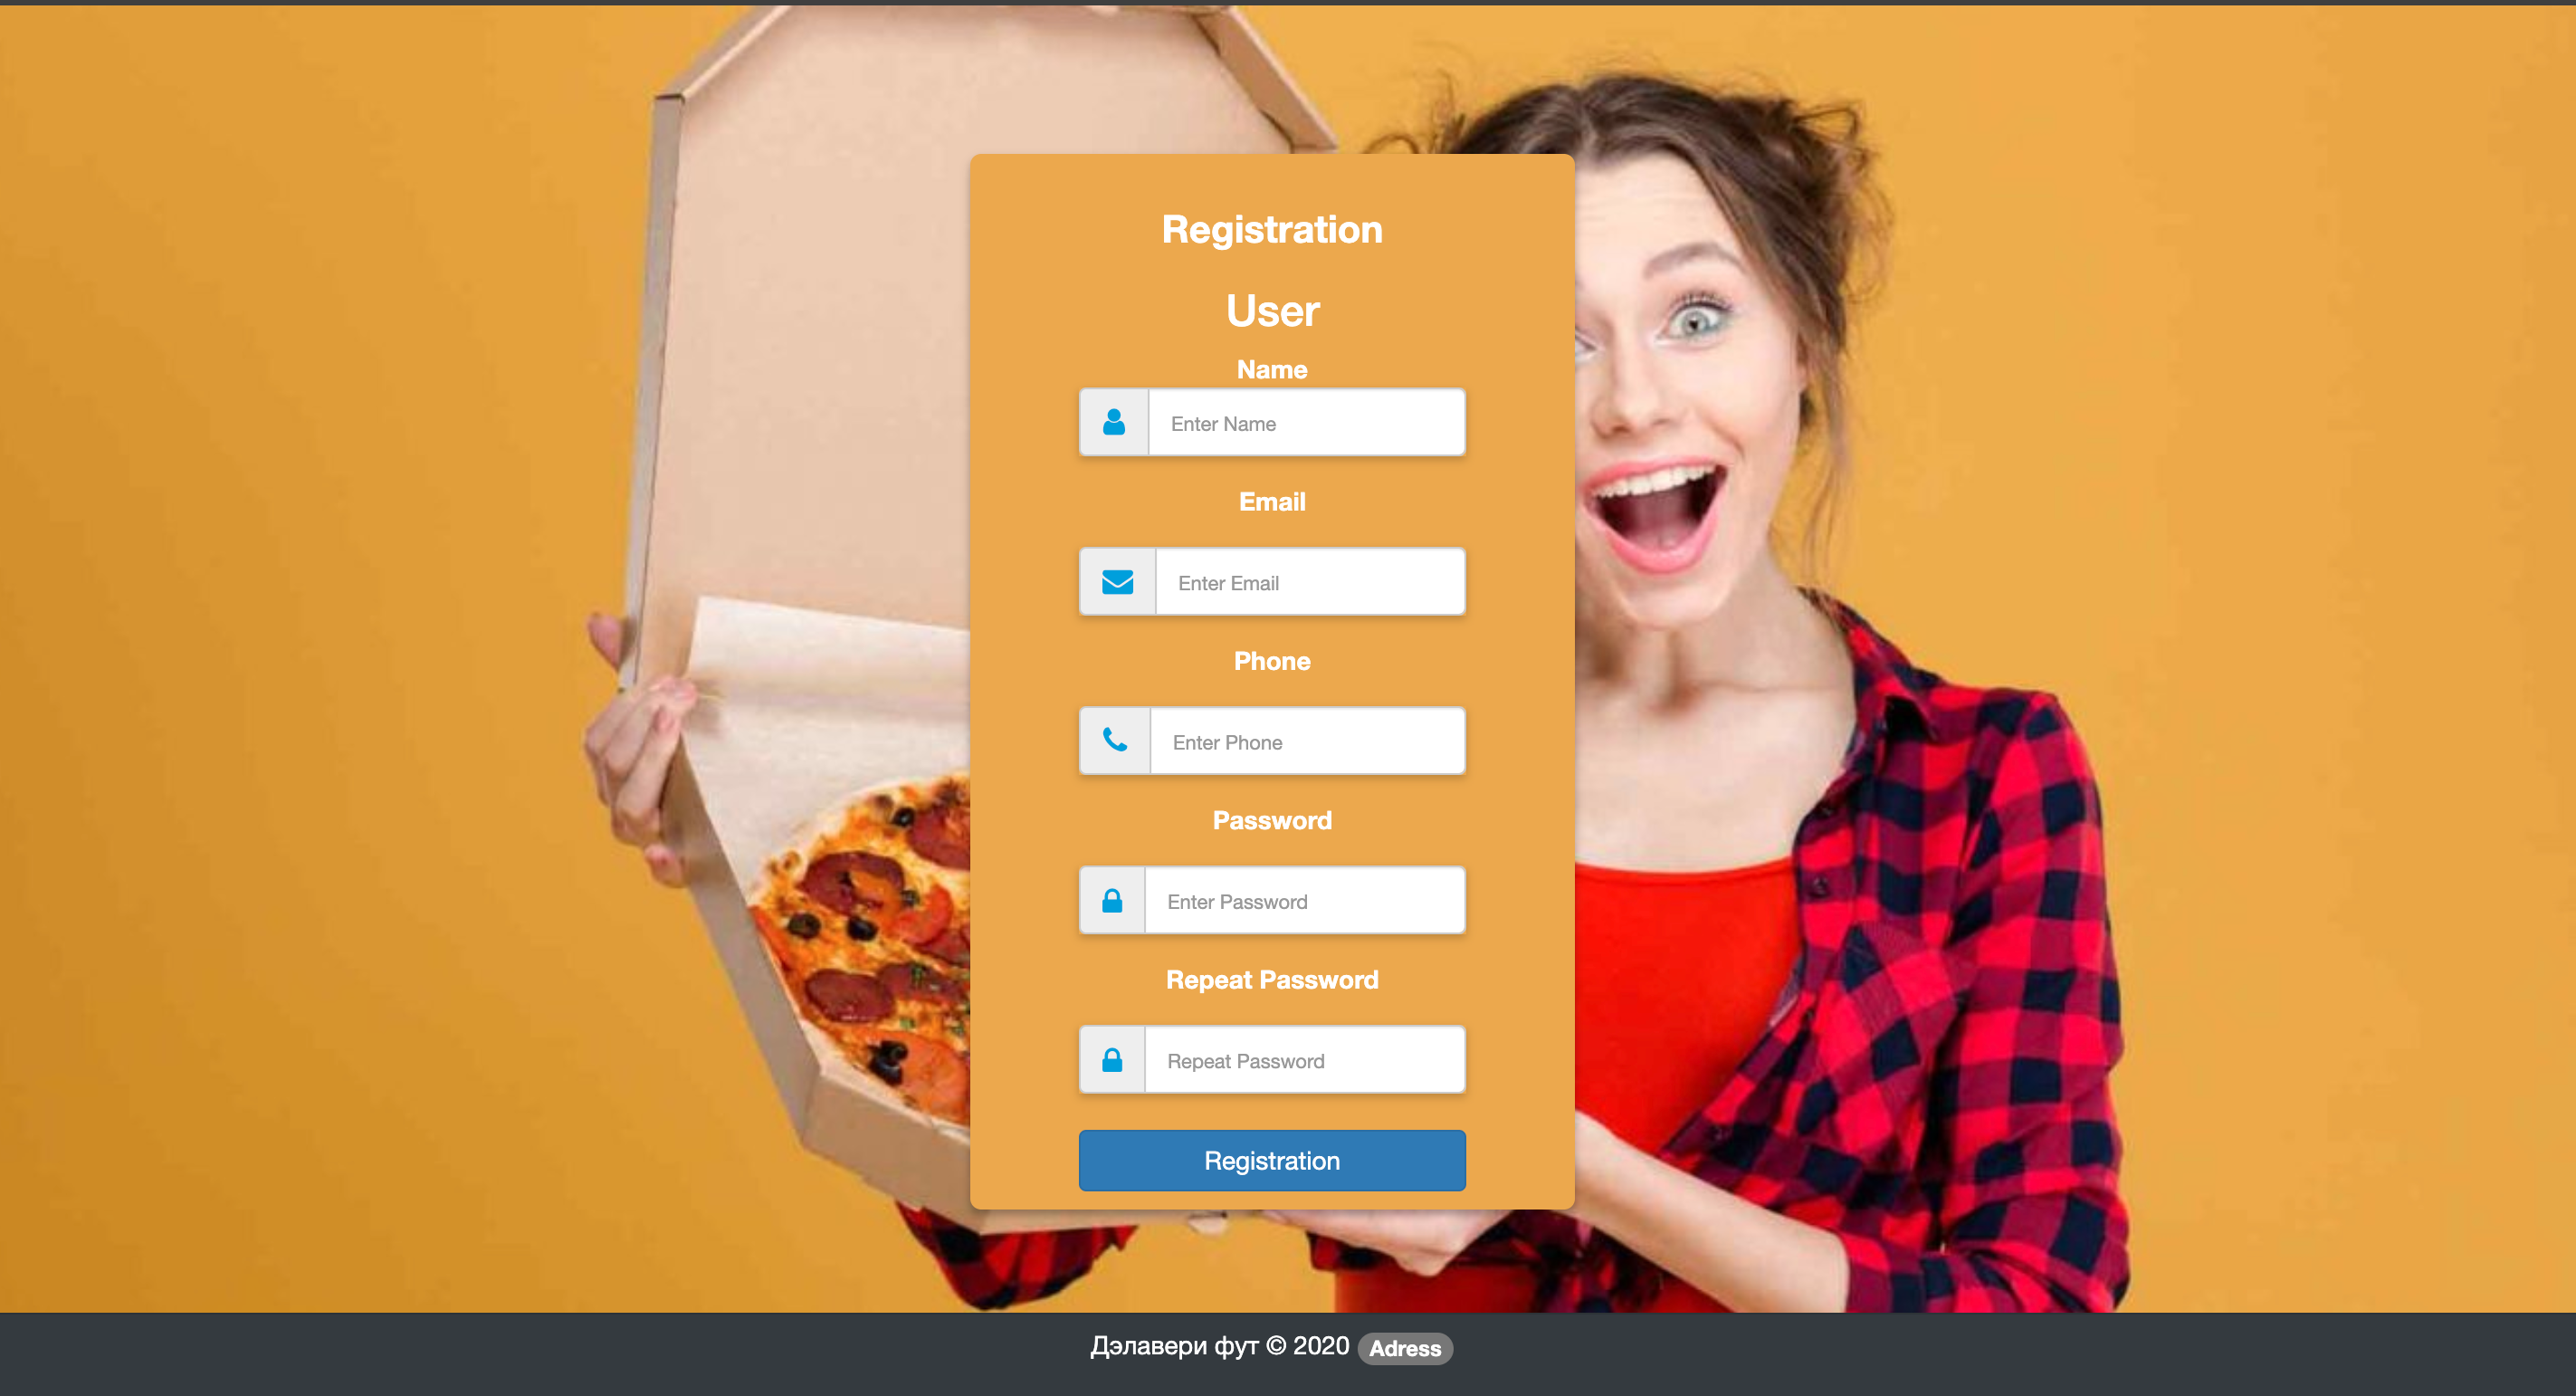 Registration
User
Name
Enter Name
Email
Enter Email
Phone
Enter Phone
Password
Enter Password
Repeat Password
Repeat Password
Registration
Дэлавери фут © 2020 Adress